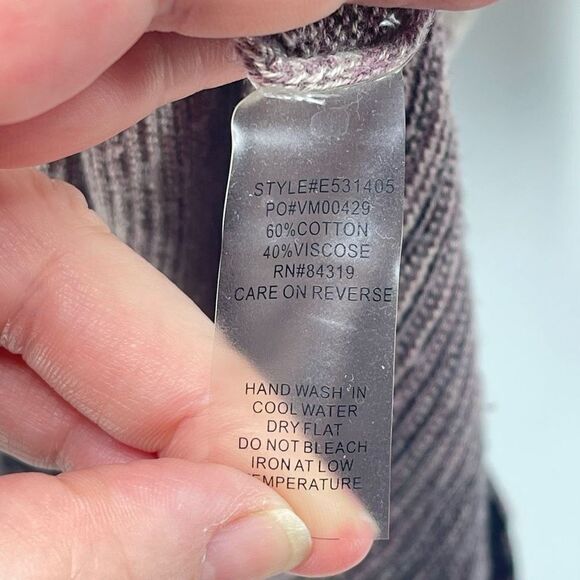 STYLE#E531405
PO#VM00429
60%COTTON
40%VISCOSE
RN#84319
CARE ON REVERSE
HAND WASH IN
COOL WATER
DRY FLAT
DO NOT BLEACH
IRON AT LOW
EMPERATURE